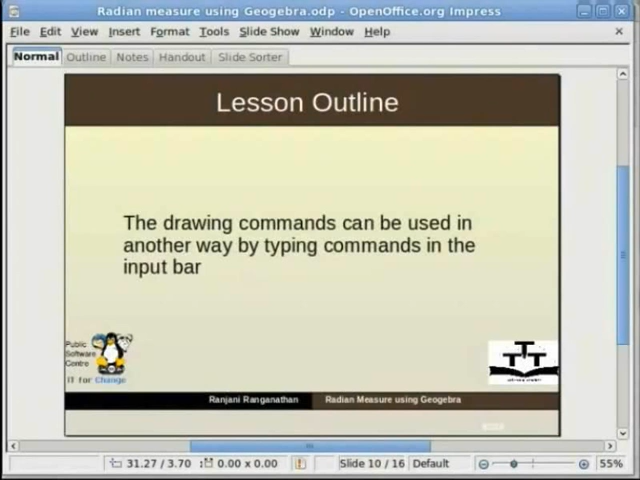 Radian measure using Geogebra.odp - OpenOffice.org Impress
File Edit View Insert Format Tools Slide Show Window Help
Normal Outline Notes Handout Slide Sorter
Lesson Outline
The drawing commands can be used in
another way by typing commands in the
input bar
Public
Software
Centre
IT for Change
TTT
Ranjani Ranganathan Radian Measure using Geogebra
31.27 / 3.70 0.00 x 0.00 Slide 10 / 16 Default 55%